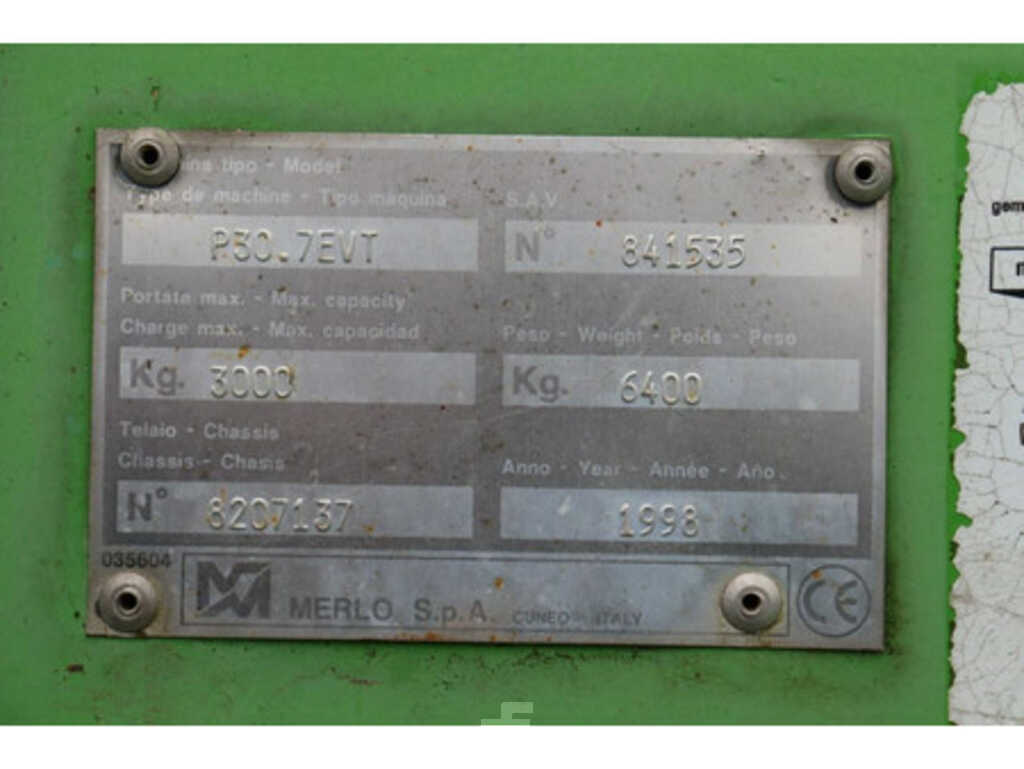 tipo - Model
Type de machine - Tipo maquina
P30.7EVT
S.A.V.
N° 841535
Portata max. - Max. capacity
Charge max. - Max. capacidad
Kg. 3000
Peso - Weight - Poids - Peso
Kg. 6400
Telaio - Chassis
Chassis - Chasis
N° 8207137
Anno - Year - Année - Año.
1998
035604
MERLO S.p.A. CUNEO - ITALY
CE